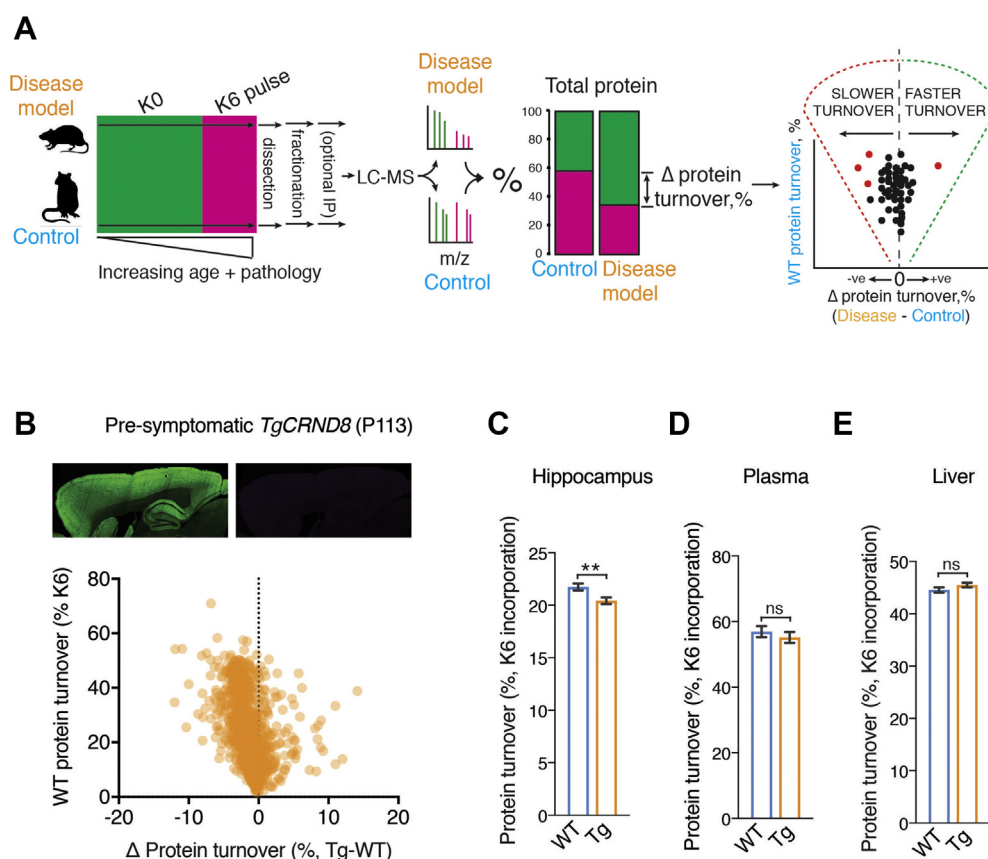 A
Disease
model
Control
K0
K6 pulse
dissection
fractionation
(optional IP)
Increasing age + pathology
LC-MS
Disease
model
m/z
Control
%
Total protein
100
80
60
40
20
0
Control
Disease
model
Δ protein
turnover,%
SLOWER
TURNOVER
FASTER
TURNOVER
WT protein turnover, %
-ve
0
+ve
Δ protein turnover,%
(Disease - Control)
B
Pre-symptomatic TgCRND8 (P113)
WT protein turnover (% K6)
80
60
40
20
0
-20
-10
0
10
20
Δ Protein turnover (%, Tg-WT)
C
Hippocampus
Protein turnover (%, K6 incorporation)
25
20
15
10
5
0
**
WT
Tg
D
Plasma
Protein turnover (%, K6 incorporation)
80
60
40
20
0
ns
WT
Tg
E
Liver
Protein turnover (%, K6 incorporation)
50
40
30
20
10
0
ns
WT
Tg